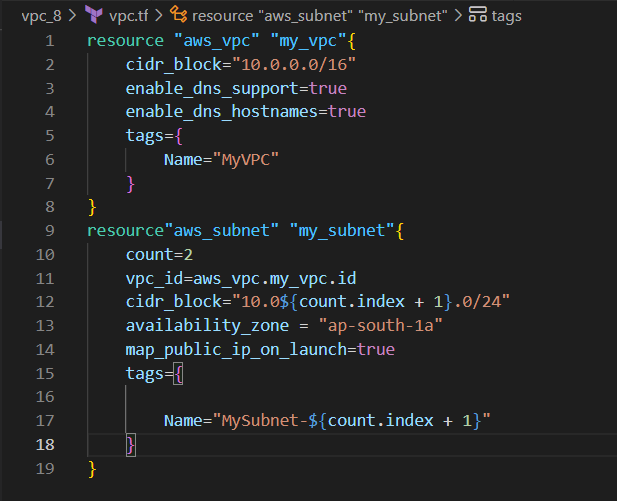 vpc_8 > vpc.tf > resource "aws_subnet" "my_subnet" > tags
1 resource "aws_vpc" "my_vpc"{
2     cidr_block="10.0.0.0/16"
3     enable_dns_support=true
4     enable_dns_hostnames=true
5     tags={
6         Name="MyVPC"
7     }
8 }
9 resource"aws_subnet" "my_subnet"{
10     count=2
11     vpc_id=aws_vpc.my_vpc.id
12     cidr_block="10.0${count.index + 1}.0/24"
13     availability_zone = "ap-south-1a"
14     map_public_ip_on_launch=true
15     tags={
16
17         Name="MySubnet-${count.index + 1}"
18     }
19 }